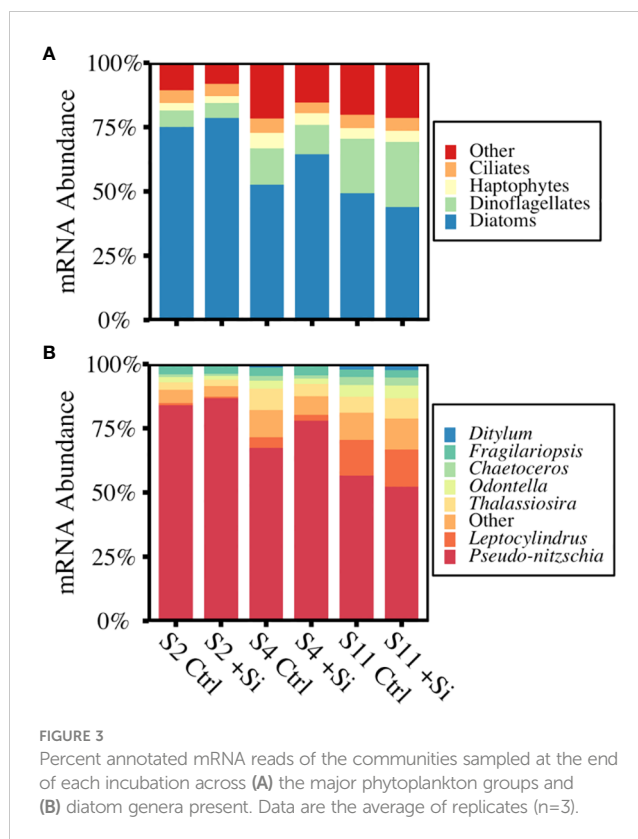 A
100%
75%
50%
25%
0%
mRNA Abundance
Other
Ciliates
Haptophytes
Dinoflagellates
Diatoms
B
100%
75%
50%
25%
0%
mRNA Abundance
Ditylum
Fragilariopsis
Chaetoceros
Odontella
Thalassiosira
Other
Leptocylindrus
Pseudo-nitzschia
S2 Ctrl
S2 +Si
S4 Ctrl
S4 +Si
S11 Ctrl
S11 +Si
FIGURE 3
Percent annotated mRNA reads of the communities sampled at the end
of each incubation across (A) the major phytoplankton groups and
(B) diatom genera present. Data are the average of replicates (n=3).